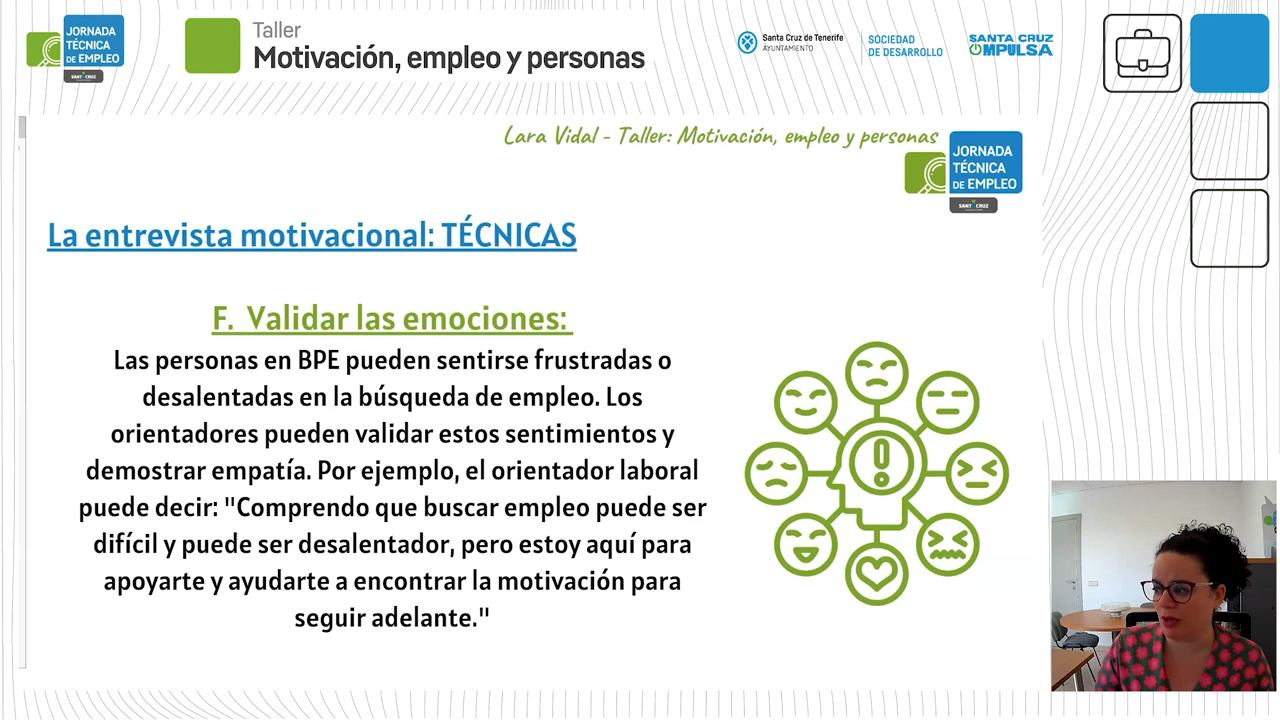 JORNADA
TÉCNICA
DE EMPLEO
Taller
Motivación, empleo y personas
Santa Cruz de Tenerife
AYUNTAMIENTO
SOCIEDAD
DE DESARROLLO
SANTA CRUZ
MPULSA
Lara Vidal - Taller: Motivación, empleo y personas
JORNADA
TÉCNICA
DE EMPLEO
La entrevista motivacional: TÉCNICAS
F. Validar las emociones:
Las personas en BPE pueden sentirse frustradas o
desalentadas en la búsqueda de empleo. Los
orientadores pueden validar estos sentimientos y
demostrar empatía. Por ejemplo, el orientador laboral
puede decir: "Comprendo que buscar empleo puede ser
difícil y puede ser desalentador, pero estoy aquí para
apoyarte y ayudarte a encontrar la motivación para
seguir adelante."